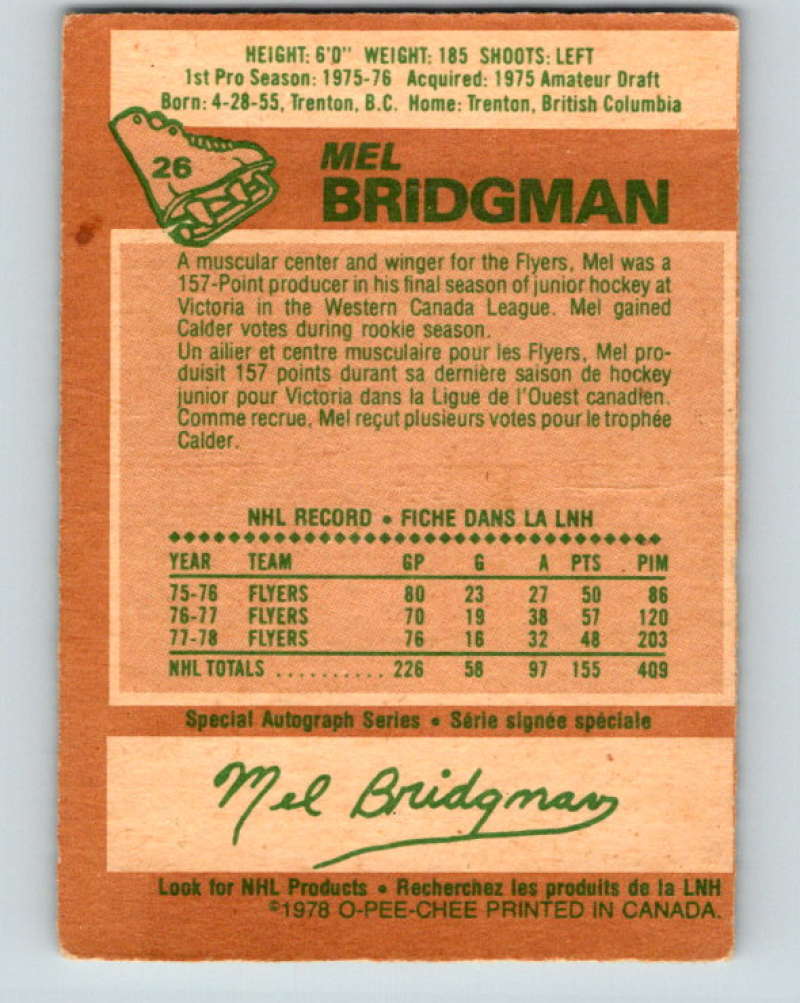 HEIGHT: 6'0" WEIGHT: 185 SHOOTS: LEFT
1st Pro Season: 1975-76 Acquired: 1975 Amateur Draft
Born: 4-28-55, Trenton, B.C. Home: Trenton, British Columbia
26
MEL
BRIDGMAN
A muscular center and winger for the Flyers, Mel was a
157-Point producer in his final season of junior hockey at
Victoria in the Western Canada League. Mel gained
Calder votes during rookie season.
Un ailier et centre musculaire pour les Flyers, Mel pro-
duisit 157 points durant sa dernière saison de hockey
junior pour Victoria dans la Ligue de l'Ouest canadien.
Comme recrue, Mel reçut plusieurs votes pour le trophée
Calder.
NHL RECORD • FICHE DANS LA LNH
YEAR TEAM GP G A PTS PIM
75-76 FLYERS 80 23 27 50 86
76-77 FLYERS 70 19 38 57 120
77-78 FLYERS 76 16 32 48 203
NHL TOTALS .......... 226 58 97 155 409
Special Autograph Series • Série signée spéciale
Mel Bridgman
Look for NHL Products • Recherchez les produits de la LNH
©1978 O-PEE-CHEE PRINTED IN CANADA.